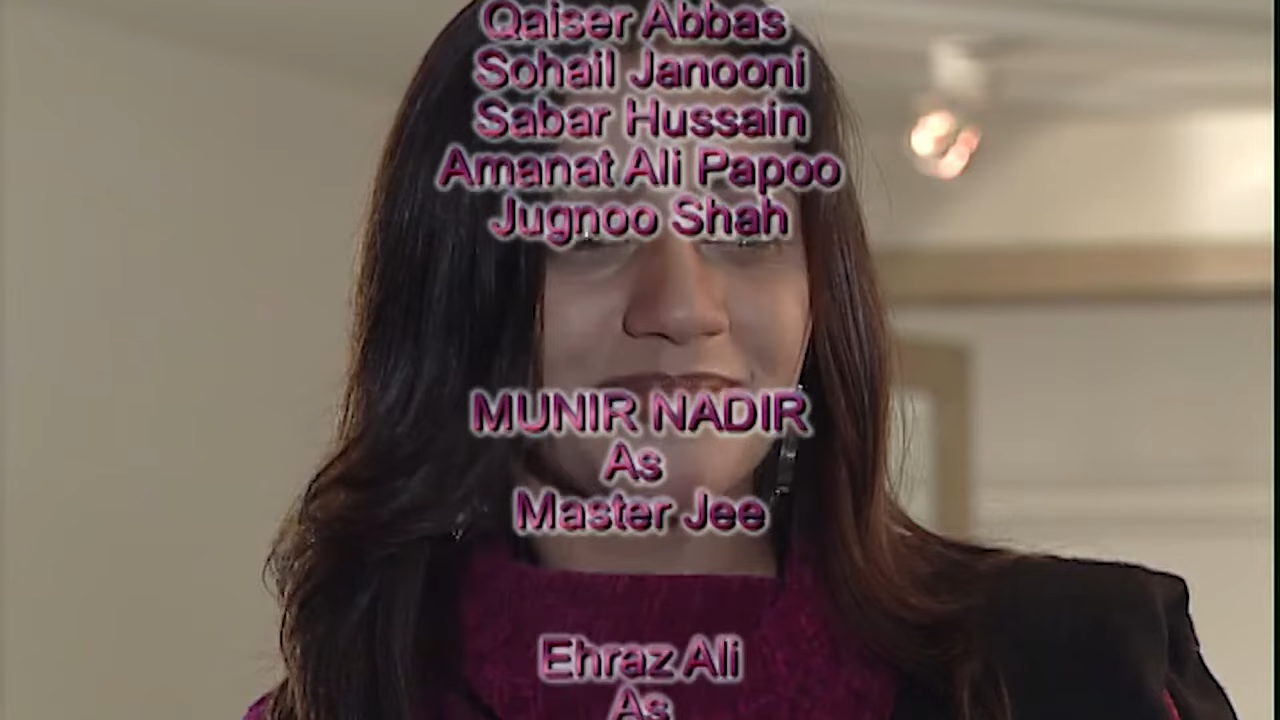 Qaiser Abbas
Sohail Janooni
Sabar Hussain
Amanat Ali Papoo
Jugnoo Shah
MUNIR NADIR
As
Master Jee
Ehraz Ali
As